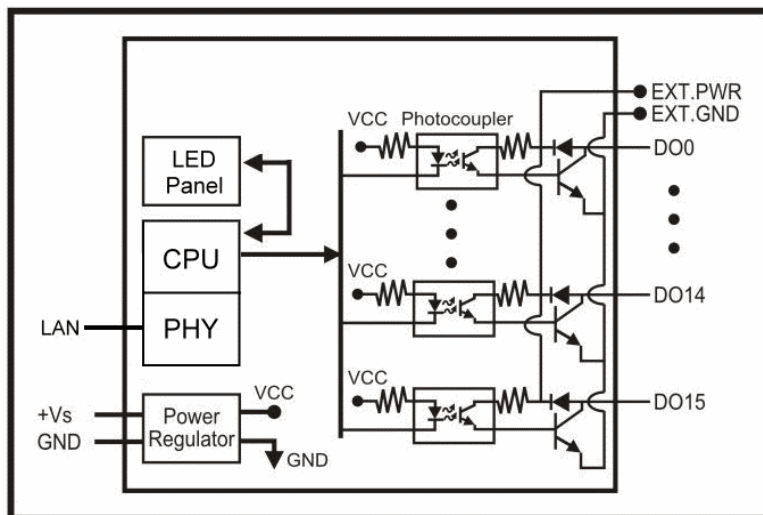 EXT.PWR
VCC
Photocoupler
EXT.GND
LED
Panel
DO0
CPU
VCC
DO14
LAN
PHY
VCC
+Vs
Power
VCC
DO15
GND
Regulator
GND